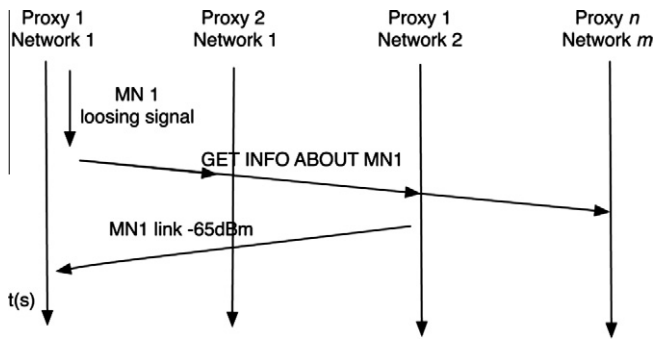 Proxy 1
Network 1
Proxy 2
Network 1
Proxy 1
Network 2
Proxy n
Network m
MN 1
loosing signal
GET INFO ABOUT MN1
MN1 link -65dBm
t(s)